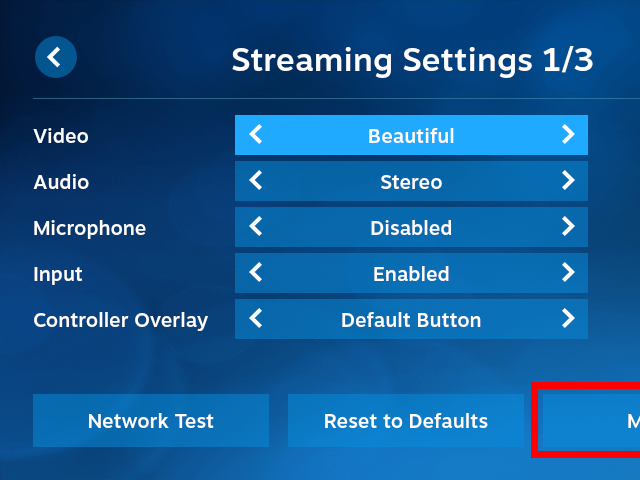 Streaming Settings 1/3
Video Beautiful
Audio Stereo
Microphone Disabled
Input Enabled
Controller Overlay Default Button
Network Test Reset to Defaults M